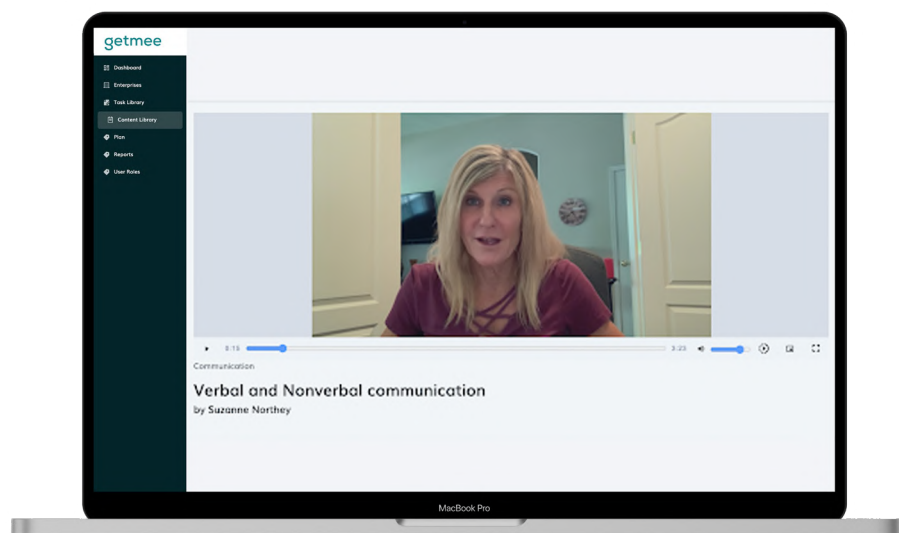 getmee
Dashboard
Enterprises
Task Library
Content Library
Plan
Reports
User Roles
0:15
3:23
Communication
Verbal and Nonverbal communication
by Suzanne Northey
MacBook Pro